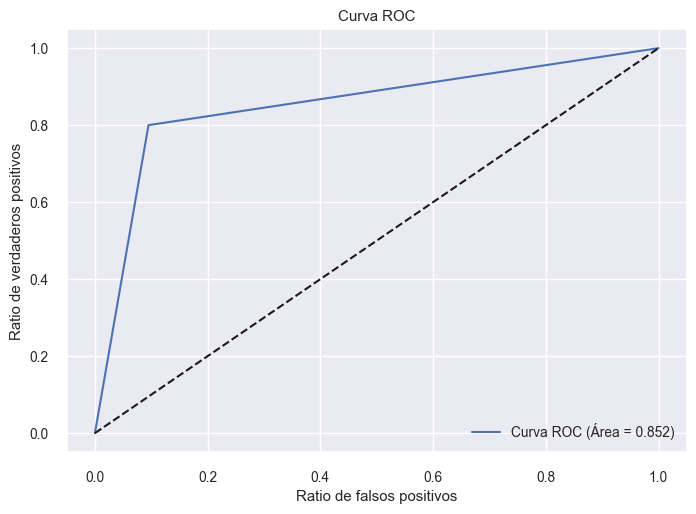 Curva ROC
1.0
0.8
0.6
0.4
0.2
0.0
Ratio de verdaderos positivos
Curva ROC (Área = 0.852)
0.0 0.2 0.4 0.6 0.8 1.0
Ratio de falsos positivos